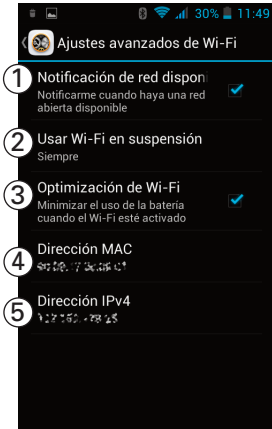 30% 11:49
Ajustes avanzados de Wi-Fi
1 Notificación de red dispon
Notificarme cuando haya una red
abierta disponible
2 Usar Wi-Fi en suspensión
Siempre
3 Optimización de Wi-Fi
Minimizar el uso de la batería
cuando el Wi-Fi esté activado
4 Dirección MAC
5 Dirección IPv4